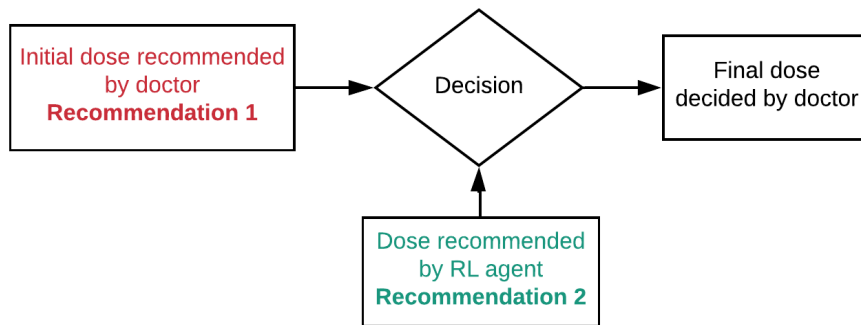 Initial dose recommended
by doctor
Recommendation 1
Decision
Final dose
decided by doctor
Dose recommended
by RL agent
Recommendation 2